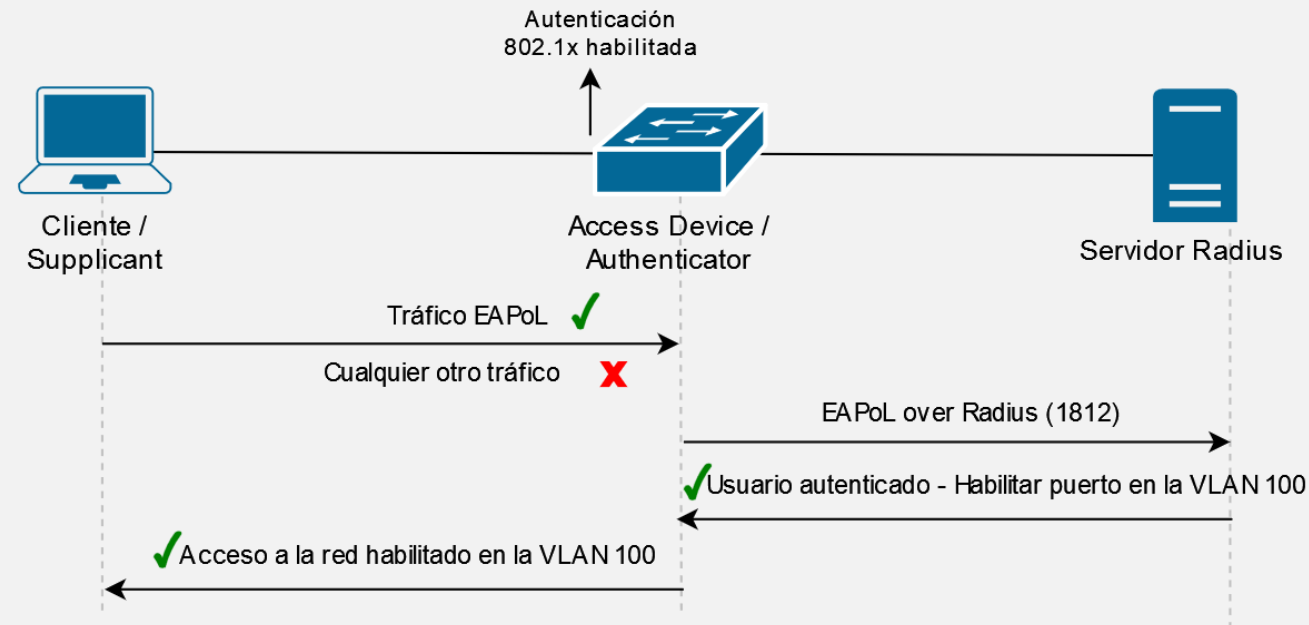 Autenticación
802.1x habilitada
Cliente /
Supplicant
Access Device /
Authenticator
Servidor Radius
Tráfico EAPoL
Cualquier otro tráfico
EAPoL over Radius (1812)
Usuario autenticado - Habilitar puerto en la VLAN 100
Acceso a la red habilitado en la VLAN 100